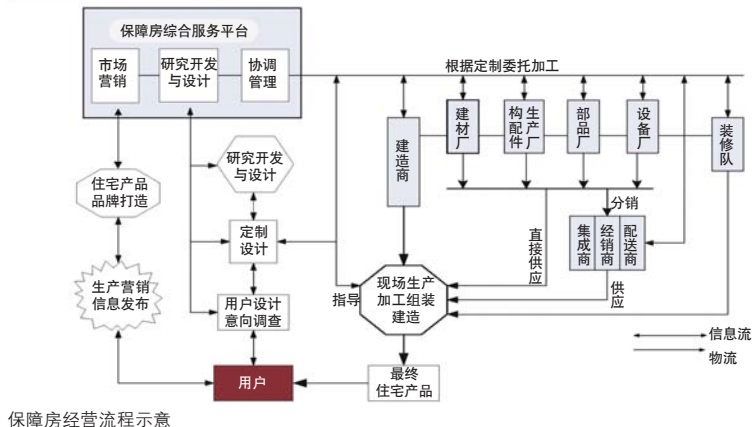 保障房综合服务平台
市场
营销
研究开发
与设计
协调
管理
根据定制委托加工
建造商
建材厂
构配件
生产厂
部品厂
设备厂
装修队
研究开发
与设计
住宅产品
品牌打造
定制
设计
分销
集成商
经销商
配送商
直接供应
供应
生产营销
信息发布
用户设计
意向调查
指导
现场生产
加工组装
建造
信息流
物流
用户
最终
住宅产品
保障房经营流程示意